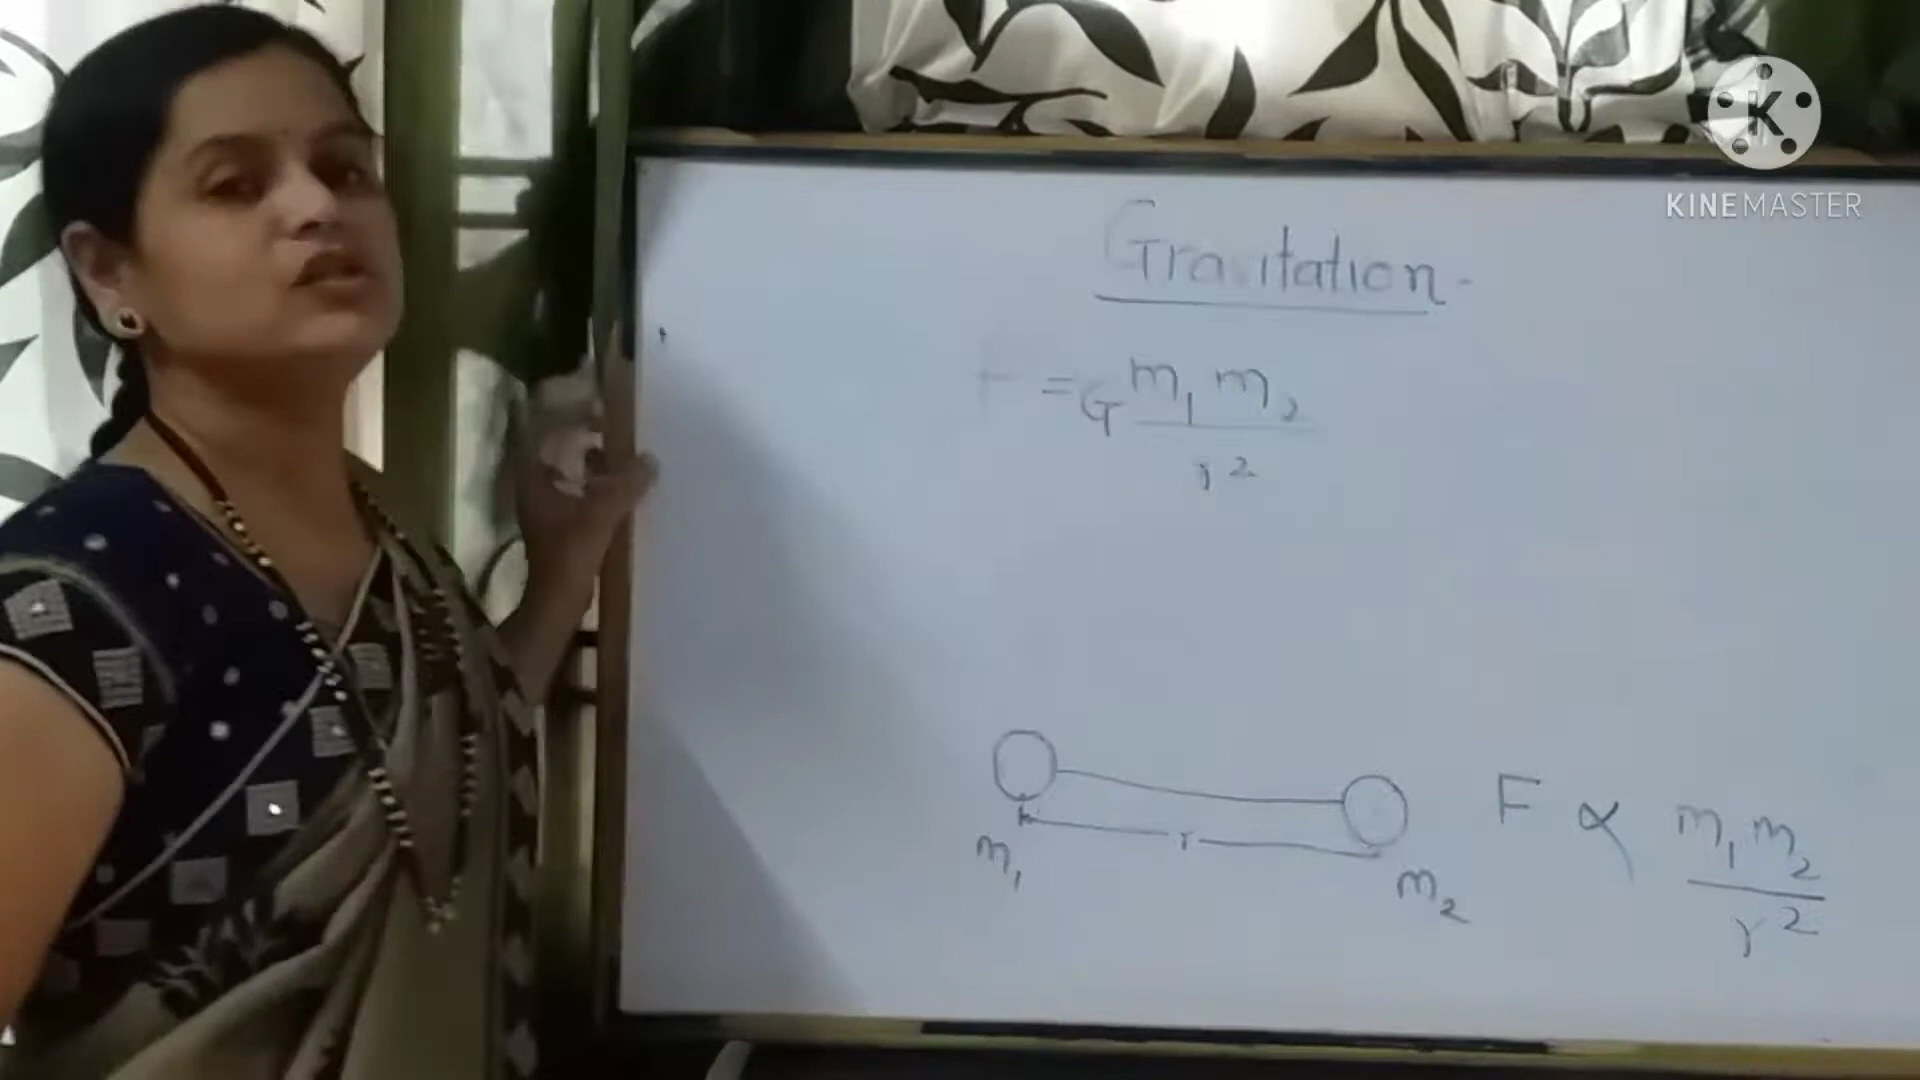 Gravitation -
F = G m₁ m₂ / r²
r
m₁
m₂
F ∝ m₁ m₂ / r²
K
KINEMASTER